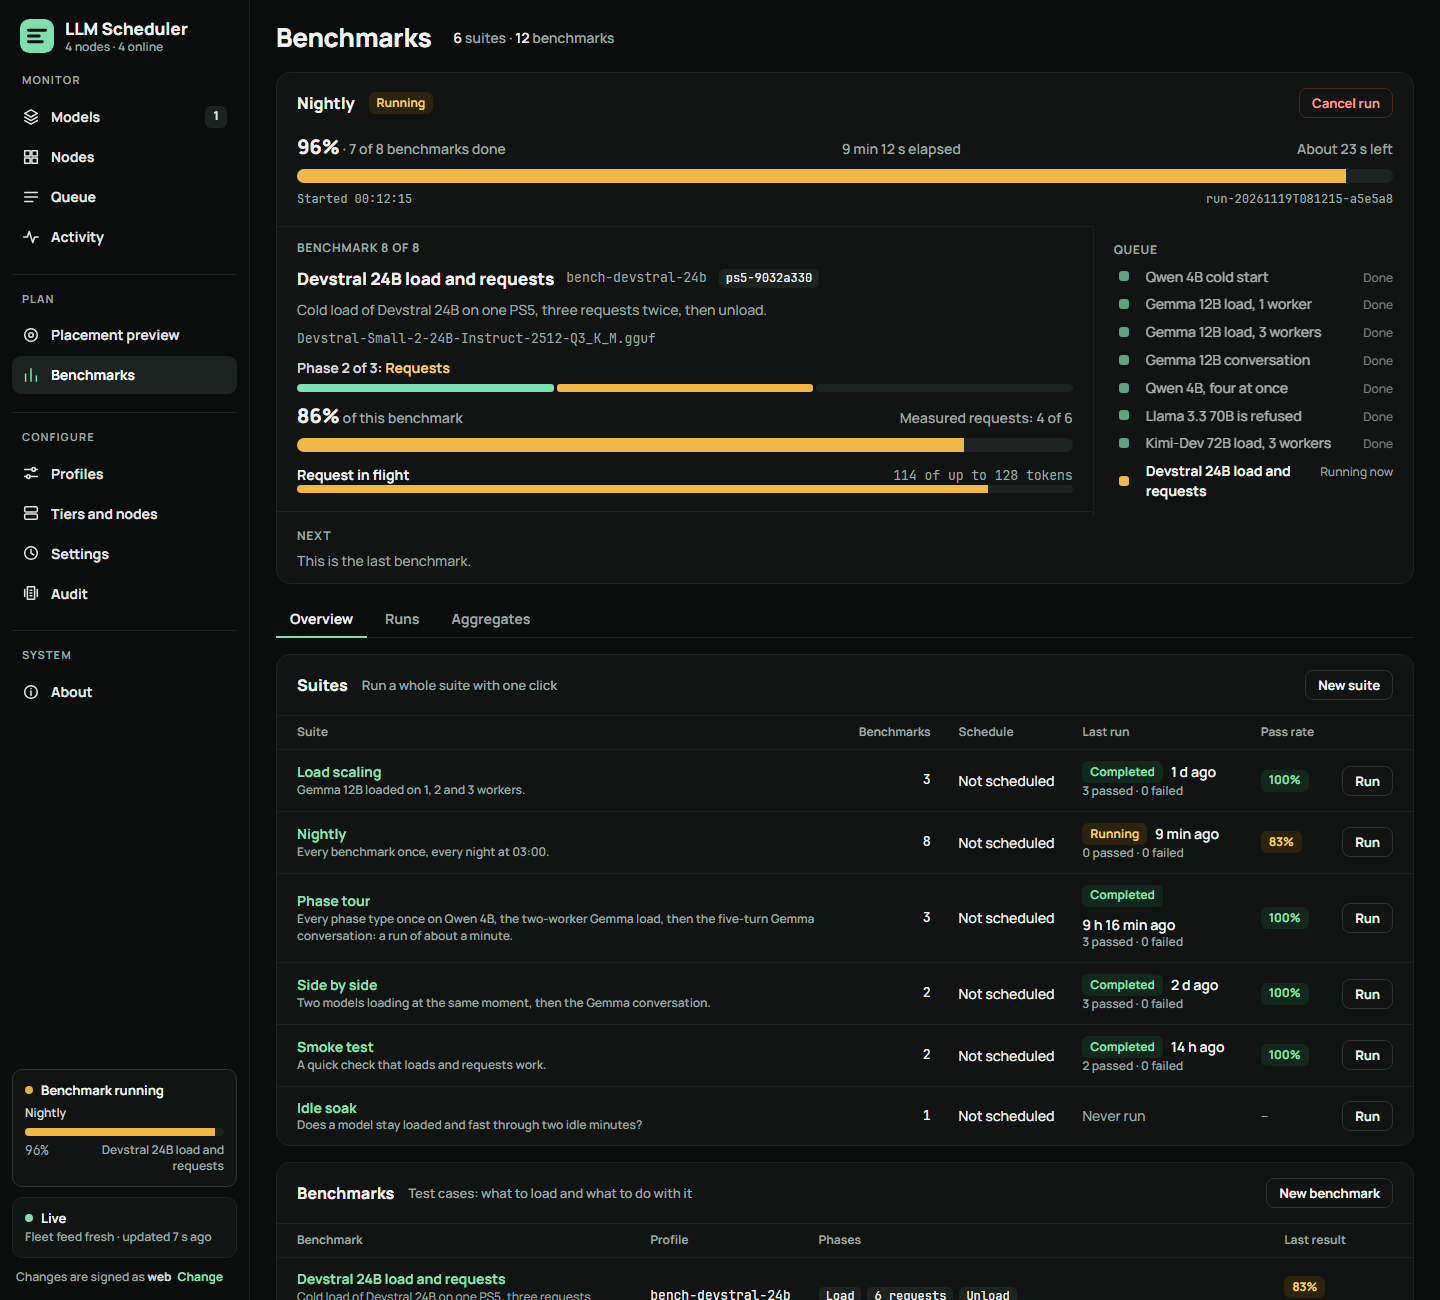 LLM Scheduler
4 nodes · 4 online
MONITOR
Models 1
Nodes
Queue
Activity
PLAN
Placement preview
Benchmarks
CONFIGURE
Profiles
Tiers and nodes
Settings
Audit
SYSTEM
About
Benchmark running
Nightly
96% Devstral 24B load and
requests
Live
Fleet feed fresh · updated 7 s ago
Changes are signed as web Change
Benchmarks 6 suites · 12 benchmarks
Nightly Running Cancel run
96% · 7 of 8 benchmarks done 9 min 12 s elapsed About 23 s left
Started 00:12:15 run-20261119T081215-a5e5a8
BENCHMARK 8 OF 8
Devstral 24B load and requests bench-devstral-24b ps5-9032a330
Cold load of Devstral 24B on one PS5, three requests twice, then unload.
Devstral-Small-2-24B-Instruct-2512-Q3_K_M.gguf
Phase 2 of 3: Requests
86% of this benchmark Measured requests: 4 of 6
Request in flight 114 of up to 128 tokens
NEXT
This is the last benchmark.
QUEUE
Qwen 4B cold start Done
Gemma 12B load, 1 worker Done
Gemma 12B load, 3 workers Done
Gemma 12B conversation Done
Qwen 4B, four at once Done
Llama 3.3 70B is refused Done
Kimi-Dev 72B load, 3 workers Done
Devstral 24B load and Running now
requests
Overview Runs Aggregates
Suites Run a whole suite with one click New suite
Suite Benchmarks Schedule Last run Pass rate
Load scaling 3 Not scheduled Completed 1 d ago 100% Run
Gemma 12B loaded on 1, 2 and 3 workers. 3 passed · 0 failed
Nightly 8 Not scheduled Running 9 min ago 83% Run
Every benchmark once, every night at 03:00. 0 passed · 0 failed
Phase tour 3 Not scheduled Completed 100% Run
Every phase type once on Qwen 4B, the two-worker Gemma load, then the five-turn Gemma 9 h 16 min ago
conversation: a run of about a minute. 3 passed · 0 failed
Side by side 2 Not scheduled Completed 2 d ago 100% Run
Two models loading at the same moment, then the Gemma conversation. 3 passed · 0 failed
Smoke test 2 Not scheduled Completed 14 h ago 100% Run
A quick check that loads and requests work. 2 passed · 0 failed
Idle soak 1 Not scheduled Never run – Run
Does a model stay loaded and fast through two idle minutes?
Benchmarks Test cases: what to load and what to do with it New benchmark
Benchmark Profile Phases Last result
Devstral 24B load and requests 83%
Cold load of Devstral 24B on one PS5, three requests bench-devstral-24b Load 6 requests Unload